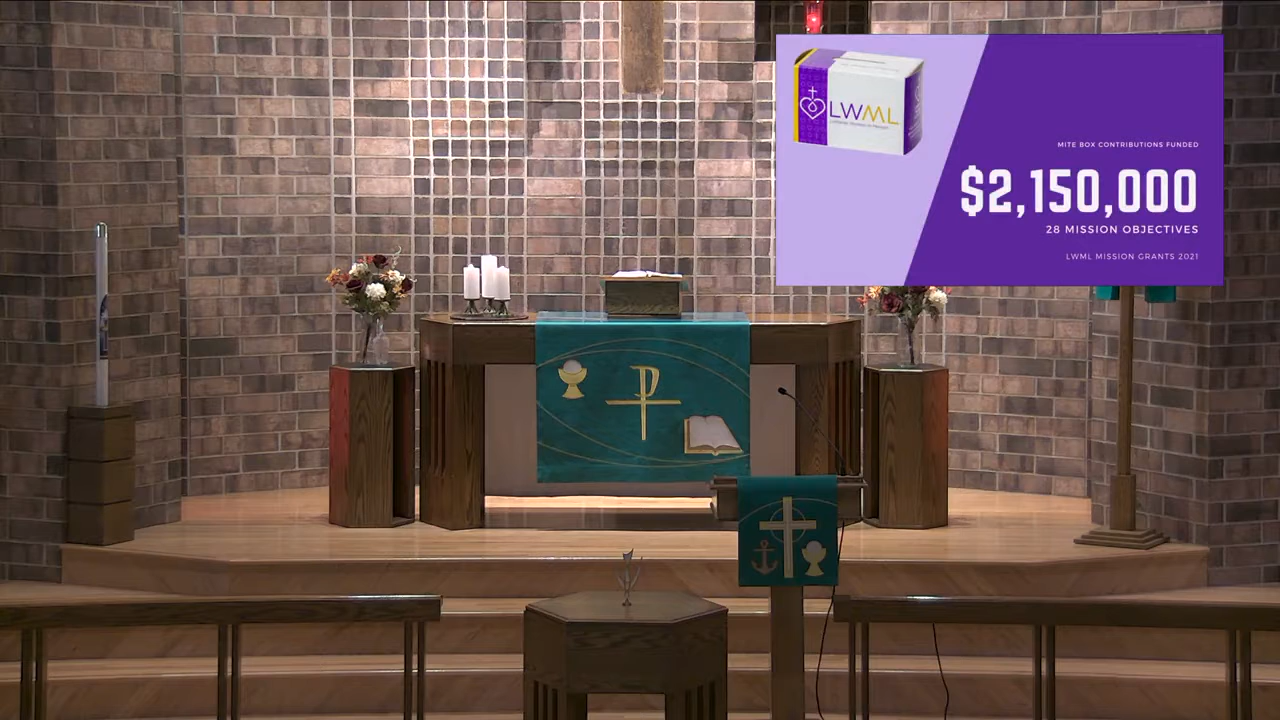 LWML
MITE BOX CONTRIBUTIONS FUNDED
$2,150,000
28 MISSION OBJECTIVES
LWML MISSION GRANTS 2021